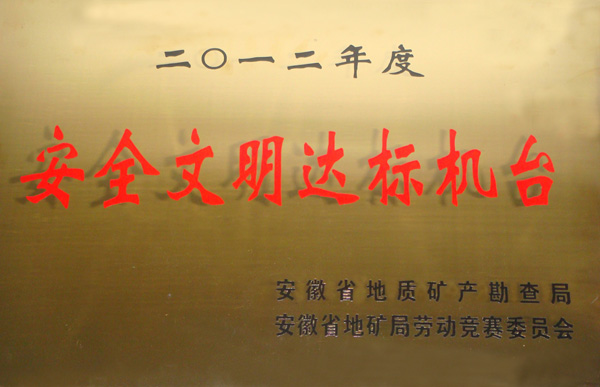 二〇一二年度
安全文明达标机台
安徽省地质矿产勘查局
安徽省地矿局劳动竞赛委员会